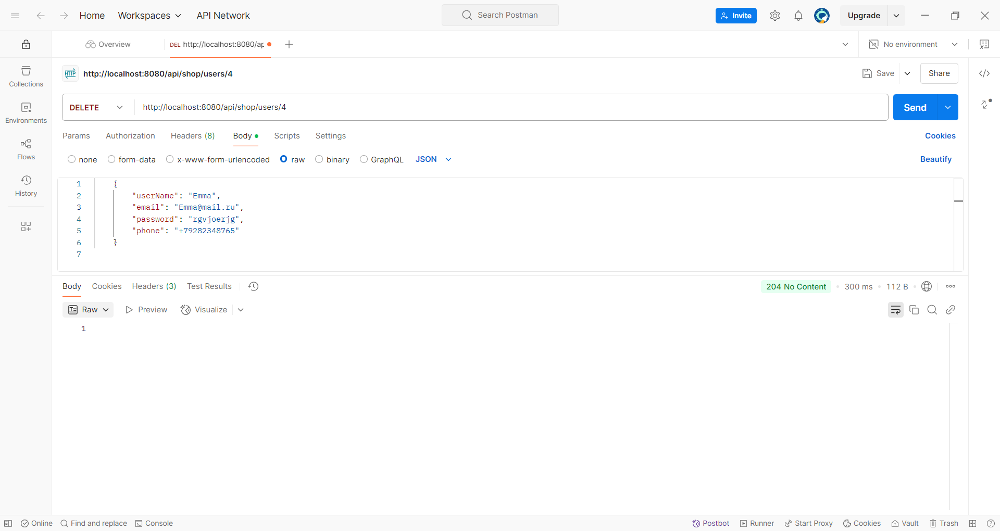 Home Workspaces API Network Search Postman Invite Upgrade
Overview DEL http://localhost:8080/ap No environment
HTTP http://localhost:8080/api/shop/users/4 Save Share
Collections
DELETE http://localhost:8080/api/shop/users/4 Send
Environments
Params Authorization Headers (8) Body Scripts Settings Cookies
Flows
none form-data x-www-form-urlencoded raw binary GraphQL JSON Beautify
History
1 {
2 "userName": "Emma",
3 "email": "Emma@mail.ru",
4 "password": "rgvjoerjg",
5 "phone": "+79282348765"
6 }
7
Body Cookies Headers (3) Test Results 204 No Content 300 ms 112 B
Raw Preview Visualize
1
Online Find and replace Console Postbot Runner Start Proxy Cookies Vault Trash